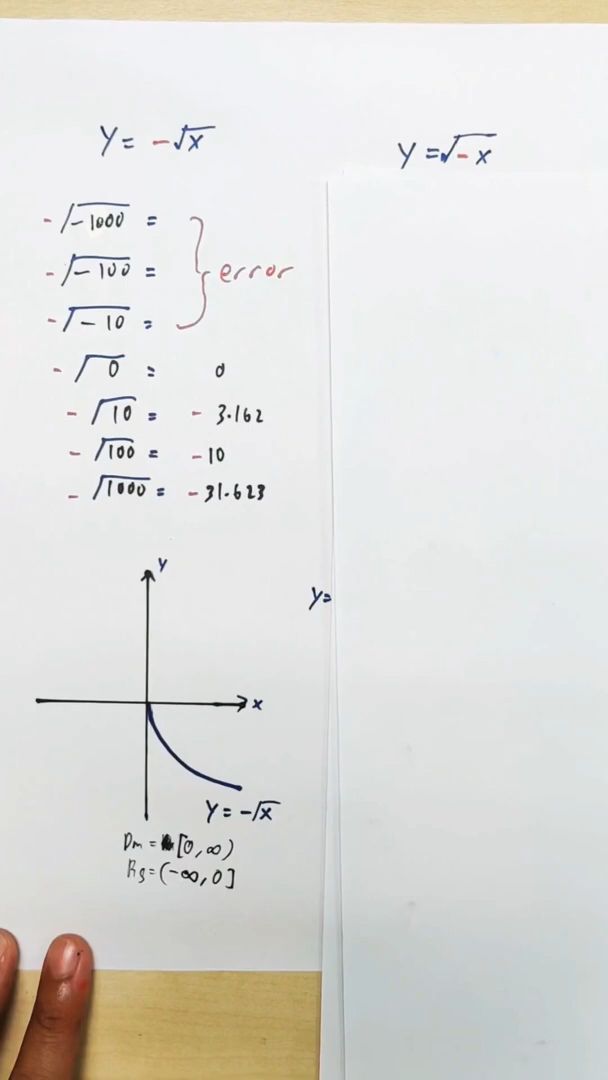 y = -√x
y = √-x
-√-1000 =
-√-100 = error
-√-10 =
-√0 = 0
-√10 = - 3.162
-√100 = -10
-√1000 = - 31.623
y
y=
x
y = -√x
Dm = [0, ∞)
Rg = (-∞, 0]